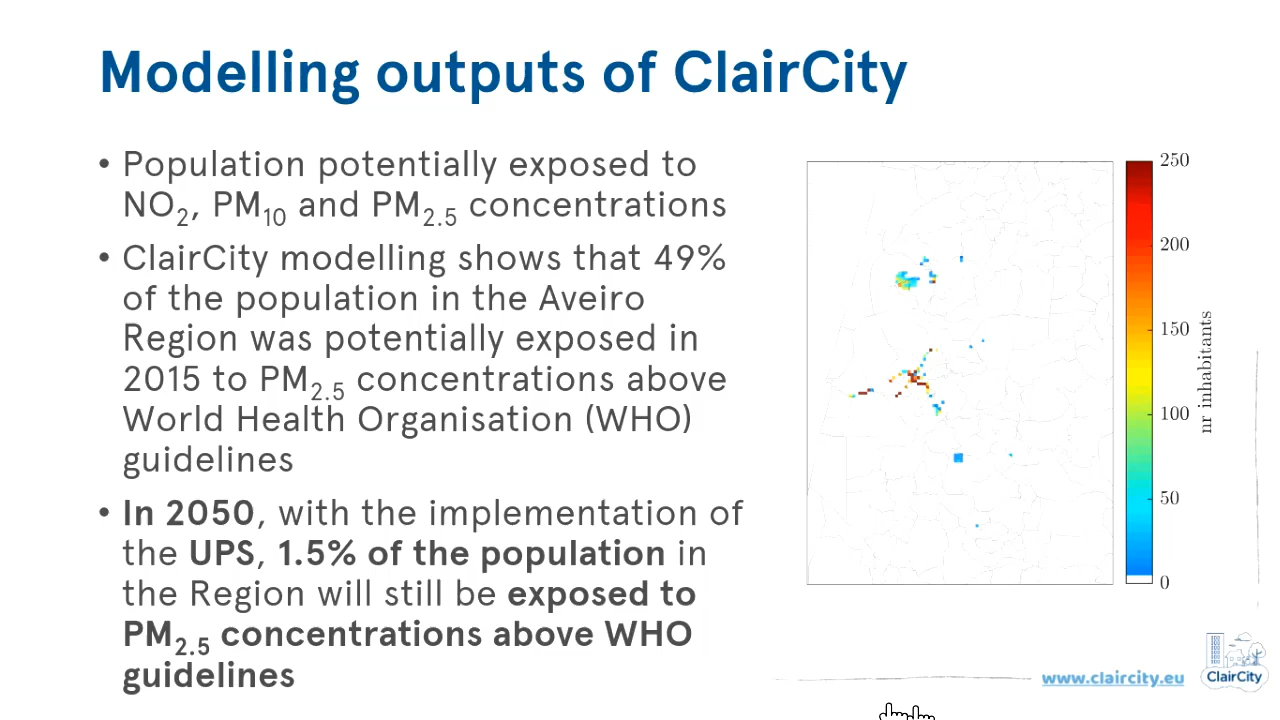 Modelling outputs of ClairCity
• Population potentially exposed to
NO₂, PM₁₀ and PM₂.₅ concentrations
• ClairCity modelling shows that 49%
of the population in the Aveiro
Region was potentially exposed in
2015 to PM₂.₅ concentrations above
World Health Organisation (WHO)
guidelines
• In 2050, with the implementation of
the UPS, 1.5% of the population in
the Region will still be exposed to
PM₂.₅ concentrations above WHO
guidelines
250
200
150
100
50
0
nr inhabitants
www.claircity.eu
ClairCity